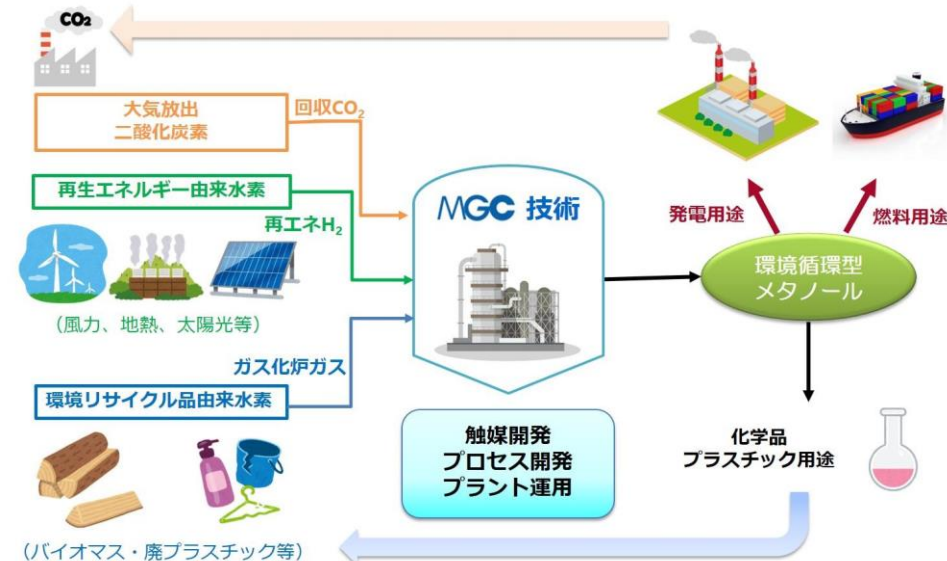 CO₂
大気放出
二酸化炭素
回収CO₂
再生エネルギー由来水素
再エネH₂
（風力、地熱、太陽光等）
ガス化炉ガス
環境リサイクル品由来水素
（バイオマス・廃プラスチック等）
MGC 技術
触媒開発
プロセス開発
プラント運用
発電用途
燃料用途
環境循環型
メタノール
化学品
プラスチック用途